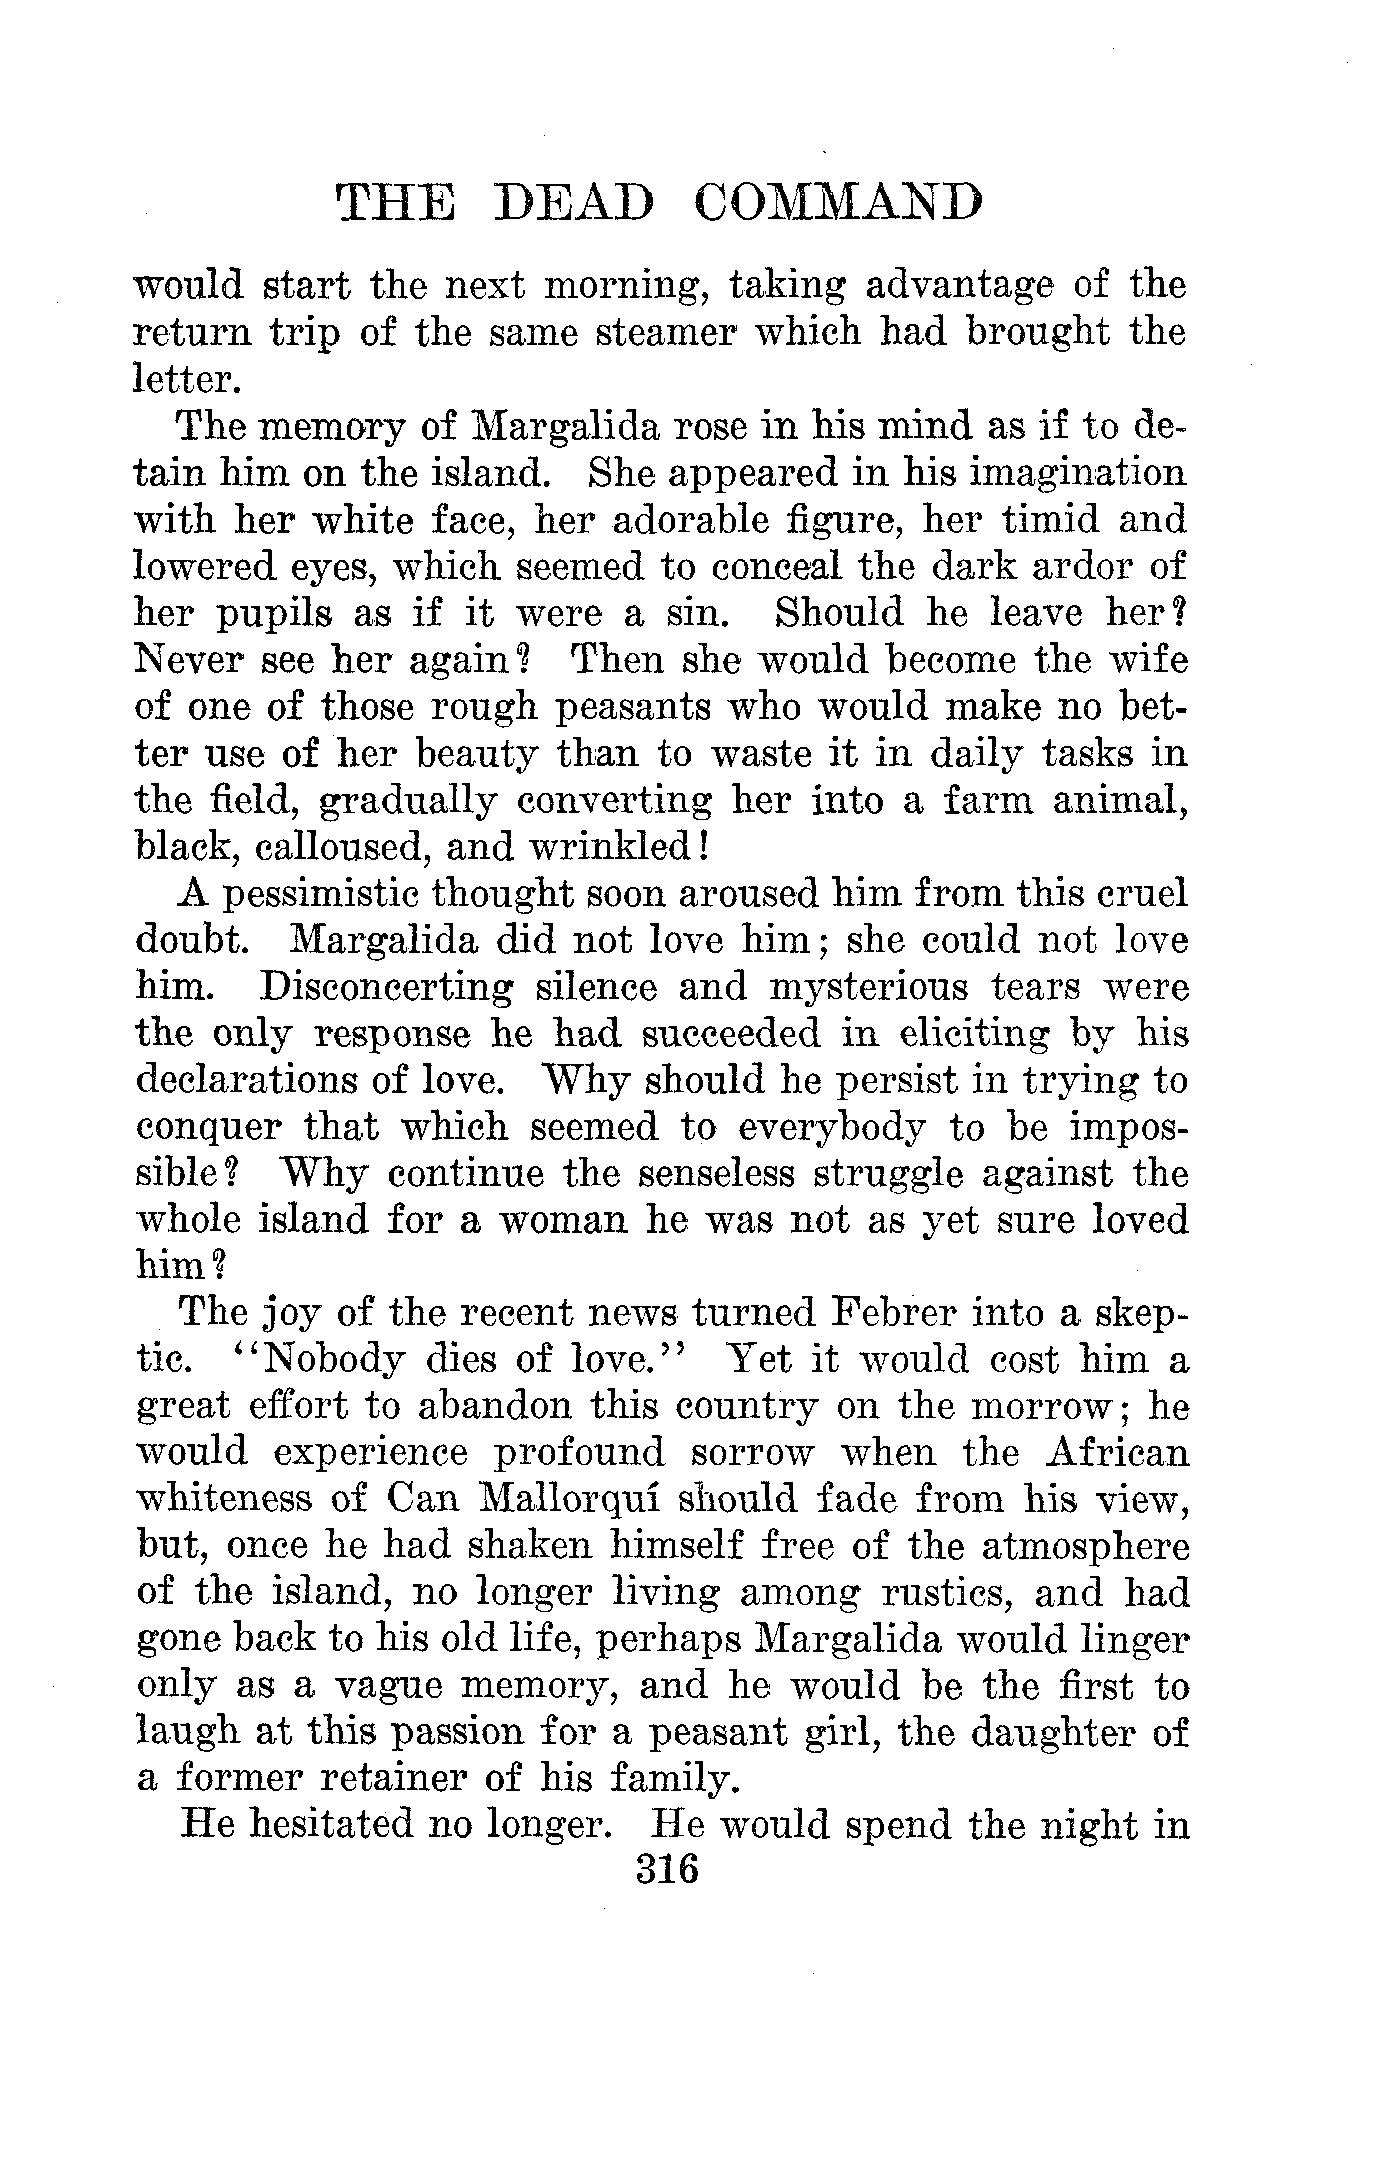 THE DEAD COMMAND
would start the next morning, taking advantage of the
return trip of the same steamer which had brought the
letter.
The memory of Margalida rose in his mind as if to de-
tain him on the island. She appeared in his imagination
with her white face, her adorable figure, her timid and
lowered eyes, which seemed to conceal the dark ardor of
her pupils as if it were a sin. Should he leave her?
Never see her again? Then she would become the wife
of one of those rough peasants who would make no bet-
ter use of her beauty than to waste it in daily tasks in
the field, gradually converting her into a farm animal,
black, calloused, and wrinkled!
A pessimistic thought soon aroused him from this cruel
doubt. Margalida did not love him; she could not love
him. Disconcerting silence and mysterious tears were
the only response he had succeeded in eliciting by his
declarations of love. Why should he persist in trying to
conquer that which seemed to everybody to be impos-
sible? Why continue the senseless struggle against the
whole island for a woman he was not as yet sure loved
him?
The joy of the recent news turned Febrer into a skep-
tic. "Nobody dies of love." Yet it would cost him a
great effort to abandon this country on the morrow; he
would experience profound sorrow when the African
whiteness of Can Mallorquí should fade from his view,
but, once he had shaken himself free of the atmosphere
of the island, no longer living among rustics, and had
gone back to his old life, perhaps Margalida would linger
only as a vague memory, and he would be the first to
laugh at this passion for a peasant girl, the daughter of
a former retainer of his family.
He hesitated no longer. He would spend the night in
316